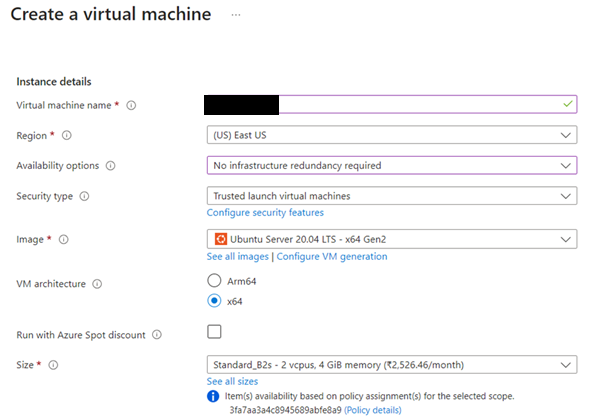 Create a virtual machine ...
Instance details
Virtual machine name *
Region * (US) East US
Availability options No infrastructure redundancy required
Security type Trusted launch virtual machines
Configure security features
Image * Ubuntu Server 20.04 LTS - x64 Gen2
See all images | Configure VM generation
VM architecture Arm64
x64
Run with Azure Spot discount
Size * Standard_B2s - 2 vcpus, 4 GiB memory (₹2,526.46/month)
See all sizes
Item(s) availability based on policy assignment(s) for the selected scope.
3fa7aa3a4c8945689abfe8a9 (Policy details)